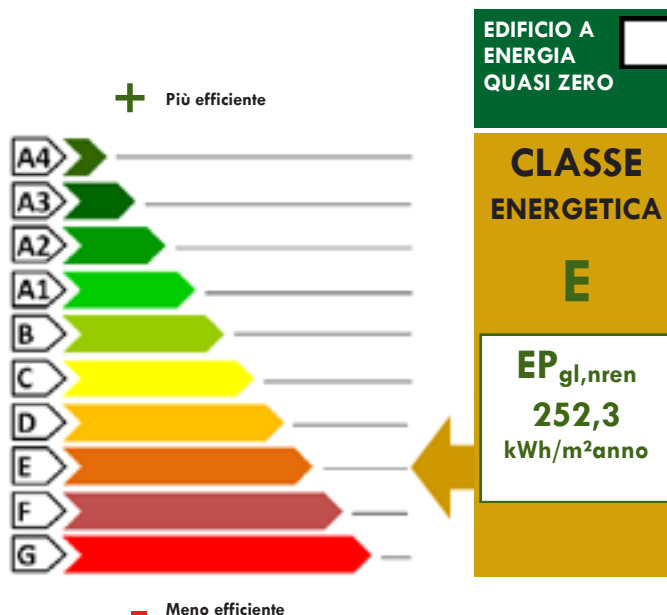 EDIFICIO A
ENERGIA
QUASI ZERO
+ Più efficiente
A4
A3
A2
A1
B
C
D
E
F
G
- Meno efficiente
CLASSE
ENERGETICA
E
EPgl,nren
252,3
kWh/m²anno